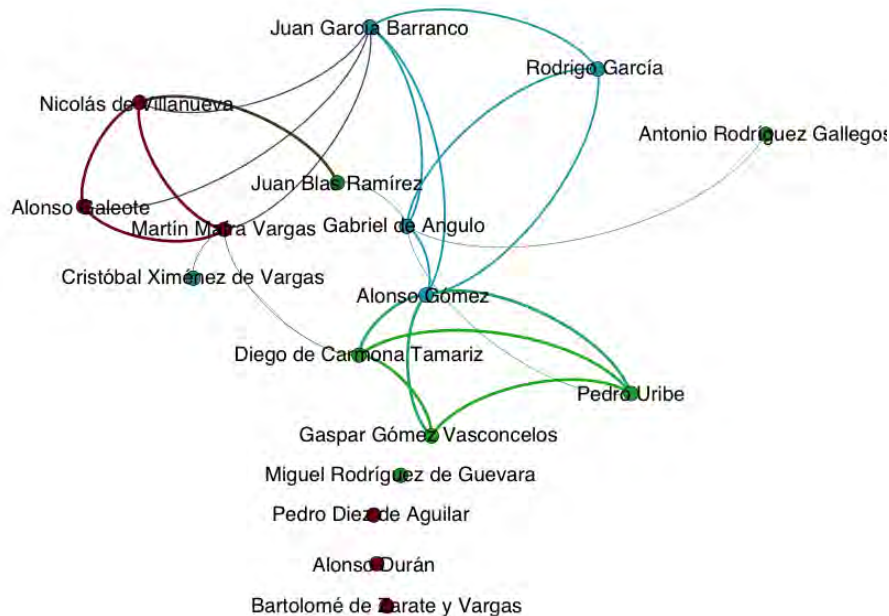 Juan García Barranco
Rodrigo García
Nicolás de Villanueva
Antonio Rodríguez Gallegos
Juan Blas Ramírez
Alonso Galeote
Martín Mafra Vargas
Gabriel de Angulo
Cristóbal Ximénez de Vargas
Alonso Gómez
Diego de Carmona Tamariz
Pedro Uribe
Gaspar Gómez Vasconcelos
Miguel Rodríguez de Guevara
Pedro Diez de Aguilar
Alonso Durán
Bartolomé de Zarate y Vargas